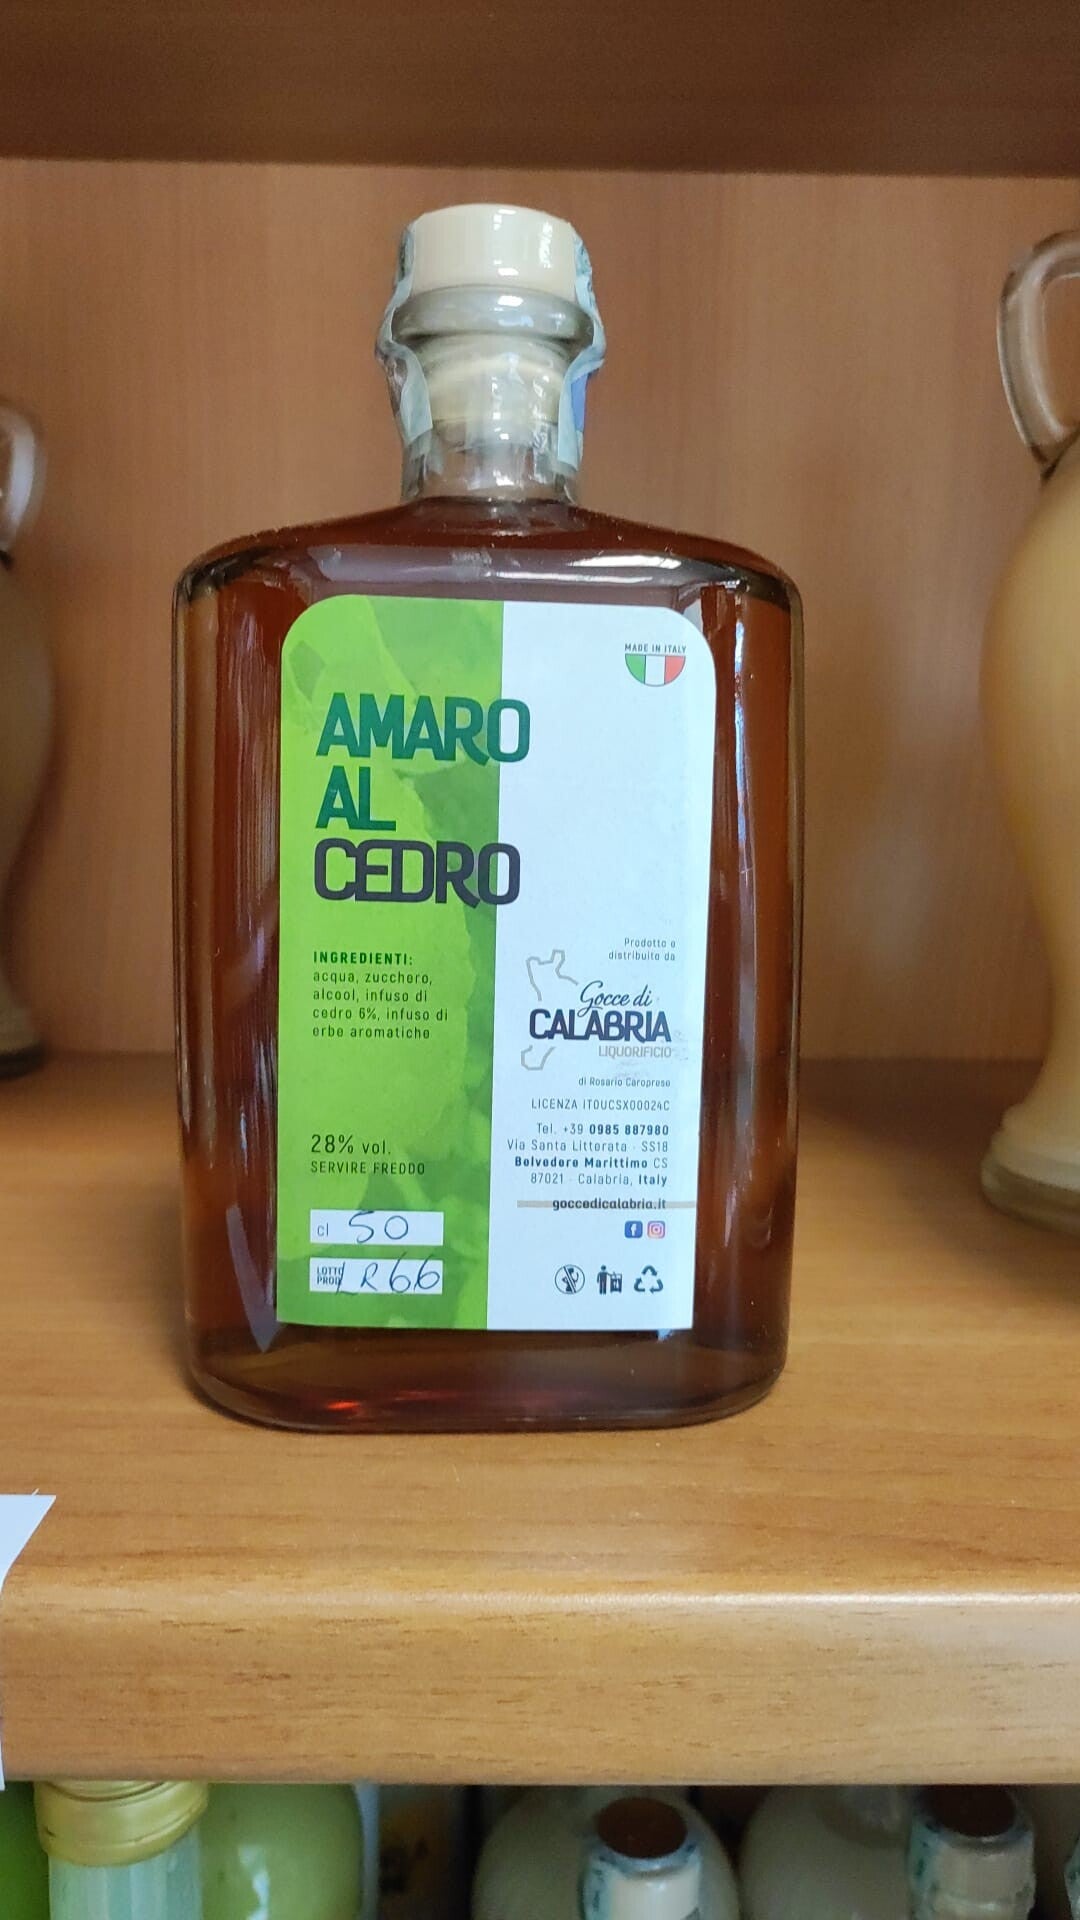 MADE IN ITALY
AMARO
AL
CEDRO
INGREDIENTI:
acqua, zucchero,
alcool, infuso di
cedro 6%, infuso di
erbe aromatiche
28% vol.
SERVIRE FREDDO
cl 50
LOTTO
PROD. LR66
Prodotto e
distribuito da
Gocce di
CALABRIA
LIQUORIFICIO
di Rosario Caroprese
LICENZA IT0UCSX00024C
Tel. +39 0985 887980
Via Santa Litterata - SS18
Belvedere Marittimo CS
87021 - Calabria, Italy
goccedicalabria.it